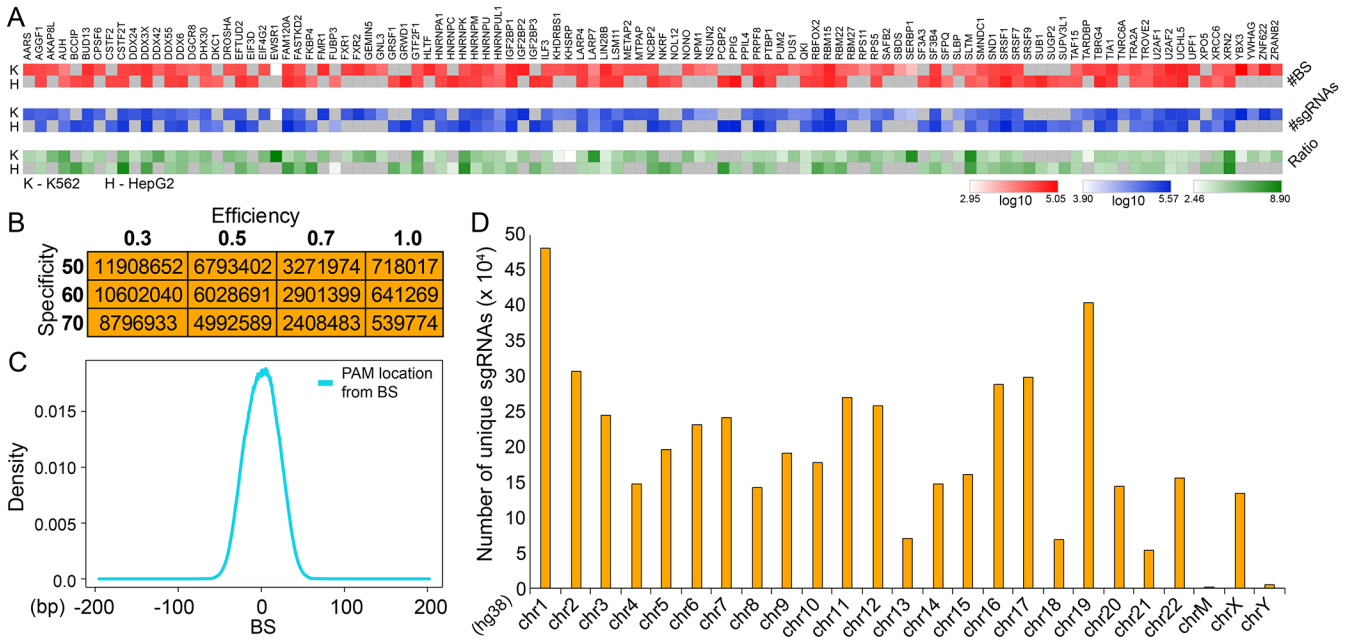 A
AARS
AGGF1
AKAP8L
AUH
BCCIP
BUD13
CPSF6
CSTF2
CSTF2T
DDX24
DDX3X
DDX42
DDX55
DDX6
DGCR8
DHX30
DKC1
DROSHA
EFTUD2
EIF3D
EIF4G2
EWSR1
FAM120A
FASTKD2
FKBP4
FMR1
FUBP3
FXR1
FXR2
GEMIN5
GNL3
GRSF1
GRWD1
GTF2F1
HLTF
HNRNPA1
HNRNPC
HNRNPK
HNRNPM
HNRNPU
HNRNPUL1
IGF2BP1
IGF2BP2
IGF2BP3
ILF3
KHDRBS1
KHSRP
LARP4
LARP7
LIN28B
LSM11
METAP2
MTPAP
NCBP2
NKRF
NOL12
NONO
NPM1
NSUN2
PCBP2
PPIG
PPIL4
PRPF8
PTBP1
PUM2
PUS1
QKI
RBFOX2
RBM15
RBM22
RBM27
RPS11
RPS5
SAFB2
SBDS
SERBP1
SF3A3
SF3B4
SFPQ
SLBP
SLTM
SMNDC1
SND1
SRSF1
SRSF7
SRSF9
SUB1
SUGP2
SUPV3L1
TAF15
TARDBP
TBRG4
TIA1
TNRC6A
TRA2A
TROVE2
U2AF1
U2AF2
UCHL5
UPF1
XPO5
XRCC6
XRN2
YBX3
YWHAG
ZNF622
ZRANB2
K
H
#BS
K
H
#sgRNAs
K
H
Ratio
K - K562 H - HepG2
2.95 log10 5.05
3.90 log10 5.57
2.46 8.90
B
Efficiency
0.3 0.5 0.7 1.0
Specificity
50 11908652 6793402 3271974 718017
60 10602040 6028691 2901399 641269
70 8796933 4992589 2408483 539774
C
PAM location
from BS
Density
0.015
0.010
0.005
0.0
(bp) -200 -100 0 100 200
BS
D
Number of unique sgRNAs (x 10⁴)
50
45
40
35
30
25
20
15
10
5
0
(hg38) chr1 chr2 chr3 chr4 chr5 chr6 chr7 chr8 chr9 chr10 chr11 chr12 chr13 chr14 chr15 chr16 chr17 chr18 chr19 chr20 chr21 chr22 chrM chrX chrY